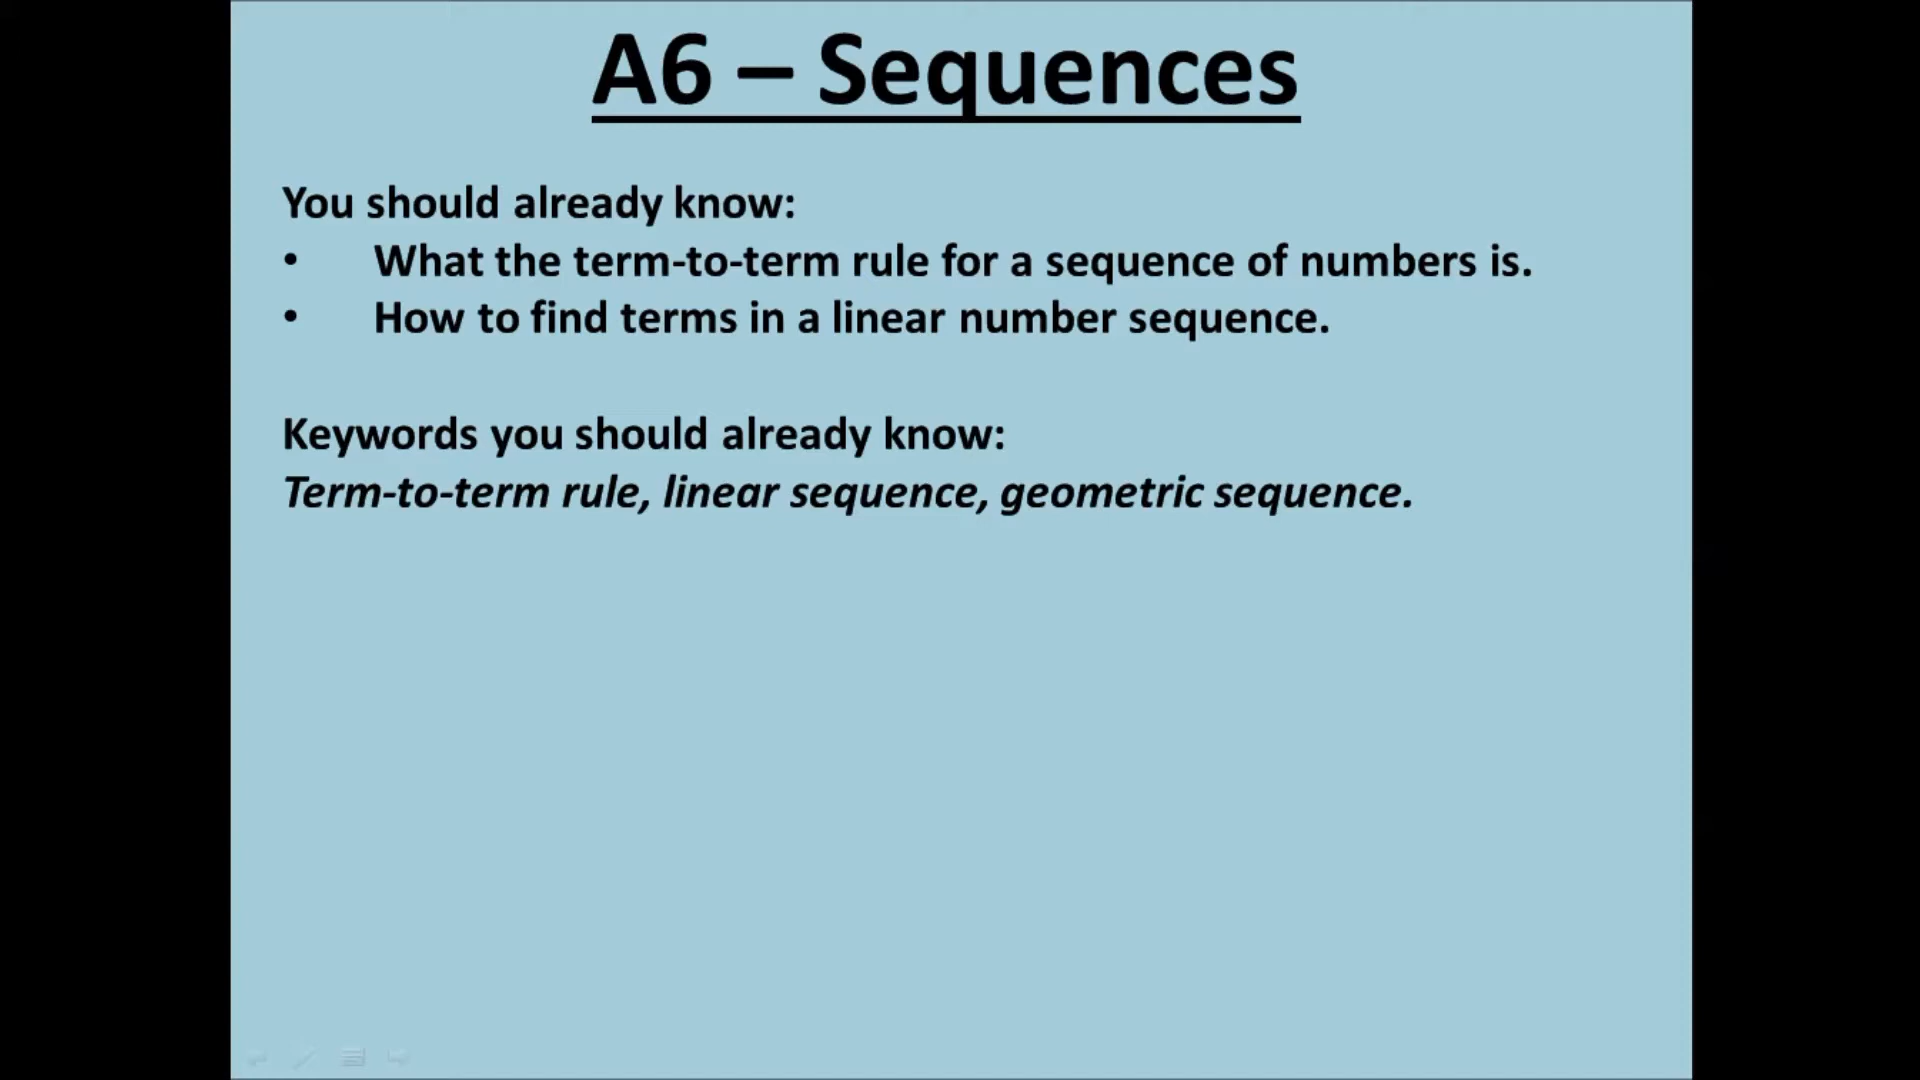 A6 – Sequences
You should already know:
• What the term-to-term rule for a sequence of numbers is.
• How to find terms in a linear number sequence.
Keywords you should already know:
Term-to-term rule, linear sequence, geometric sequence.